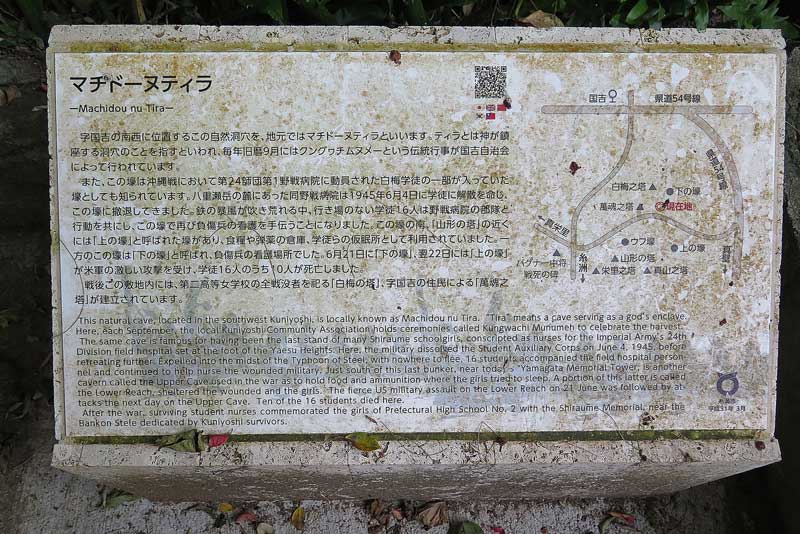 マチドーヌティラ
—Machidou nu Tira—
字国吉の南西に位置するこの自然洞穴を、地元ではマチドーヌティラといいます。ティラとは神が鎮
座する洞穴のことを指すといわれ、毎年旧暦9月にはクングヮチムヌメーという伝統行事が国吉自治会
によって行われています。
また、この壕は沖縄戦において第24師団第1野戦病院に動員された白梅学徒の一部が入っていた
壕としても知られています。八重瀬岳の麓にあった同野戦病院は1945年6月4日に学徒に解散を命じ、
この壕に撤退してきました。鉄の暴風が吹き荒れる中、行き場のない学徒16人は野戦病院の部隊と
行動を共にし、この壕で再び負傷兵の看護を手伝うことになりました。この壕の南、「山形の塔」の近く
には「上の壕」と呼ばれた壕があり、食糧や弾薬の倉庫、学徒らの仮眠所として利用されていました。一
方のこの壕は「下の壕」と呼ばれ、負傷兵の看護場所でした。6月21日に「下の壕」、翌22日には「上の壕」
が米軍の激しい攻撃を受け、学徒16人のうち10人が死亡しました。
戦後この敷地内には、第二高等女学校の全戦没者を祀る「白梅の塔」、字国吉の住民による「萬魂之
塔」が建立されています。
This natural cave, located in the southwest Kuniyoshi, is locally known as Machidou nu Tira. "Tira" means a cave serving as a god's enclave.
Here, each September, the local Kuniyoshi Community Association holds ceremonies called Kungwachi Munumeh to celebrate the harvest.
The same cave is famous for having been the last stand of many Shiraume schoolgirls, conscripted as nurses for the Imperial Army's 24th
Division field hospital set at the foot of the Yaesu Heights. Here, the military dissolved the Student Auxiliary Corps on June 4, 1945, before
retreating further. Expelled into the midst of the Typhoon of Steel, with nowhere to flee, 16 students accompanied the field hospital person-
nel and continued to help nurse the wounded military. Just south of this last bunker, near today's "Yamagata Memorial Tower, is another
cavern called the Upper Cave used in the war as to hold food and ammunition where the girls tried to sleep. A portion of this latter is called
the Lower Reach, sheltered the wounded and the girls. The fierce US military assault on the Lower Reach on 21 June was followed by at-
tacks the next day on the Upper Cave. Ten of the 16 students died here.
After the war, surviving student nurses commemorated the girls of Prefectural High School No. 2 with the Shiraume Memorial, near the
Bankon Stele dedicated by Kuniyoshi survivors.
国吉
県道54号線
白梅之塔
下の壕
萬魂之塔
現在地
真栄里
ウフ壕
上の壕
バクナー中将
戦死の碑
糸洲
山形之塔
栄里之塔
真山之塔
真壁
糸満市
平成31年 3月